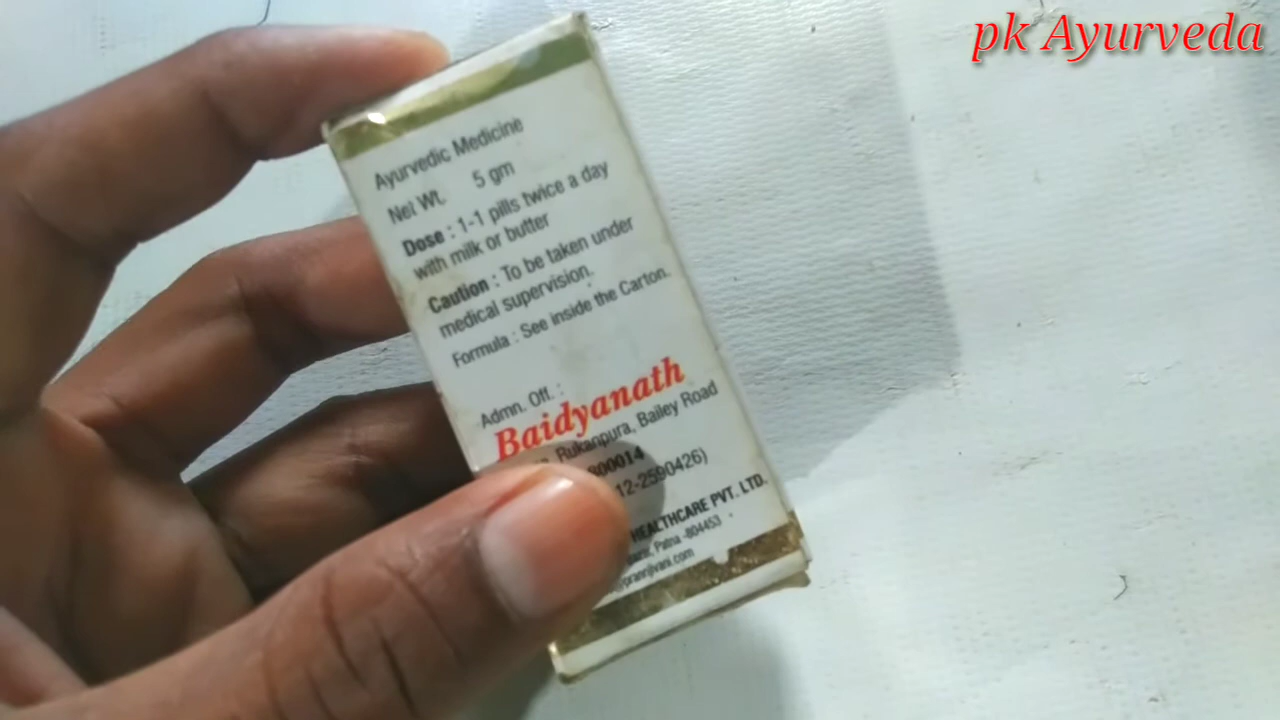 pk Ayurveda
Ayurvedic Medicine
Net Wt. 5 gm
Dose : 1-1 pills twice a day
with milk or butter
Caution : To be taken under
medical supervision.
Formula : See inside the Carton.
Admn. Off. :
Baidyanath
Rukanpura, Bailey Road
800014
12-2590426)
HEALTHCARE PVT. LTD.
Patna -804453